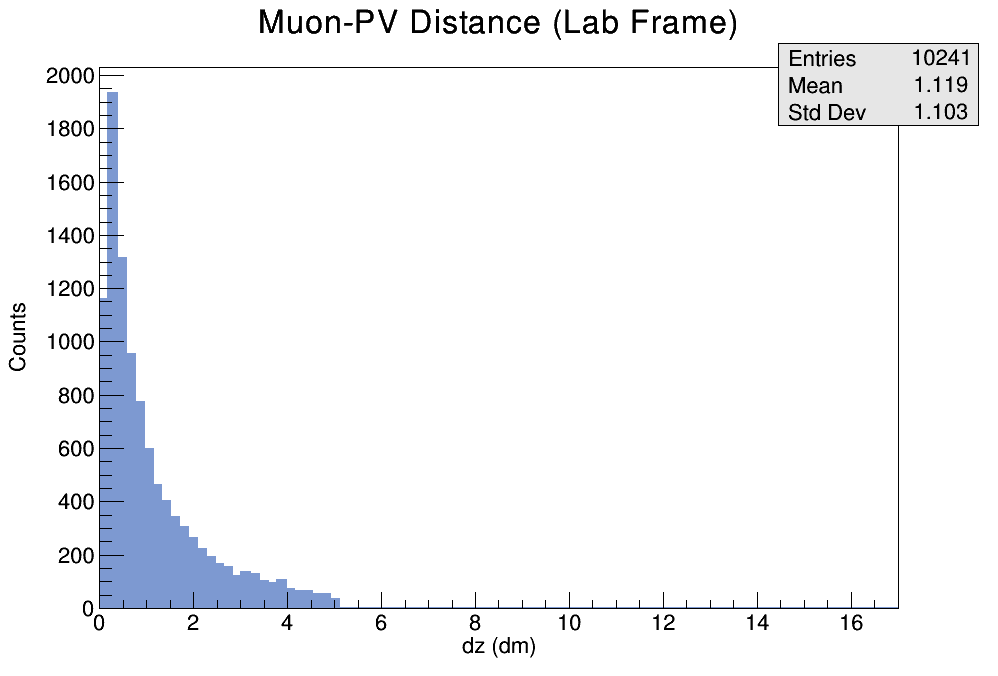 Muon-PV Distance (Lab Frame)
Entries 10241
Mean 1.119
Std Dev 1.103
2000
1800
1600
1400
1200
1000
800
600
400
200
0
Counts
0 2 4 6 8 10 12 14 16
dz (dm)